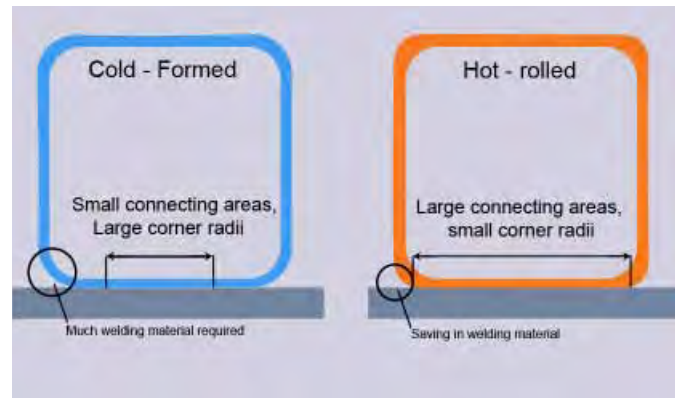 Cold - Formed
Small connecting areas,
Large corner radii
Much welding material required
Hot - rolled
Large connecting areas,
small corner radii
Saving in welding material